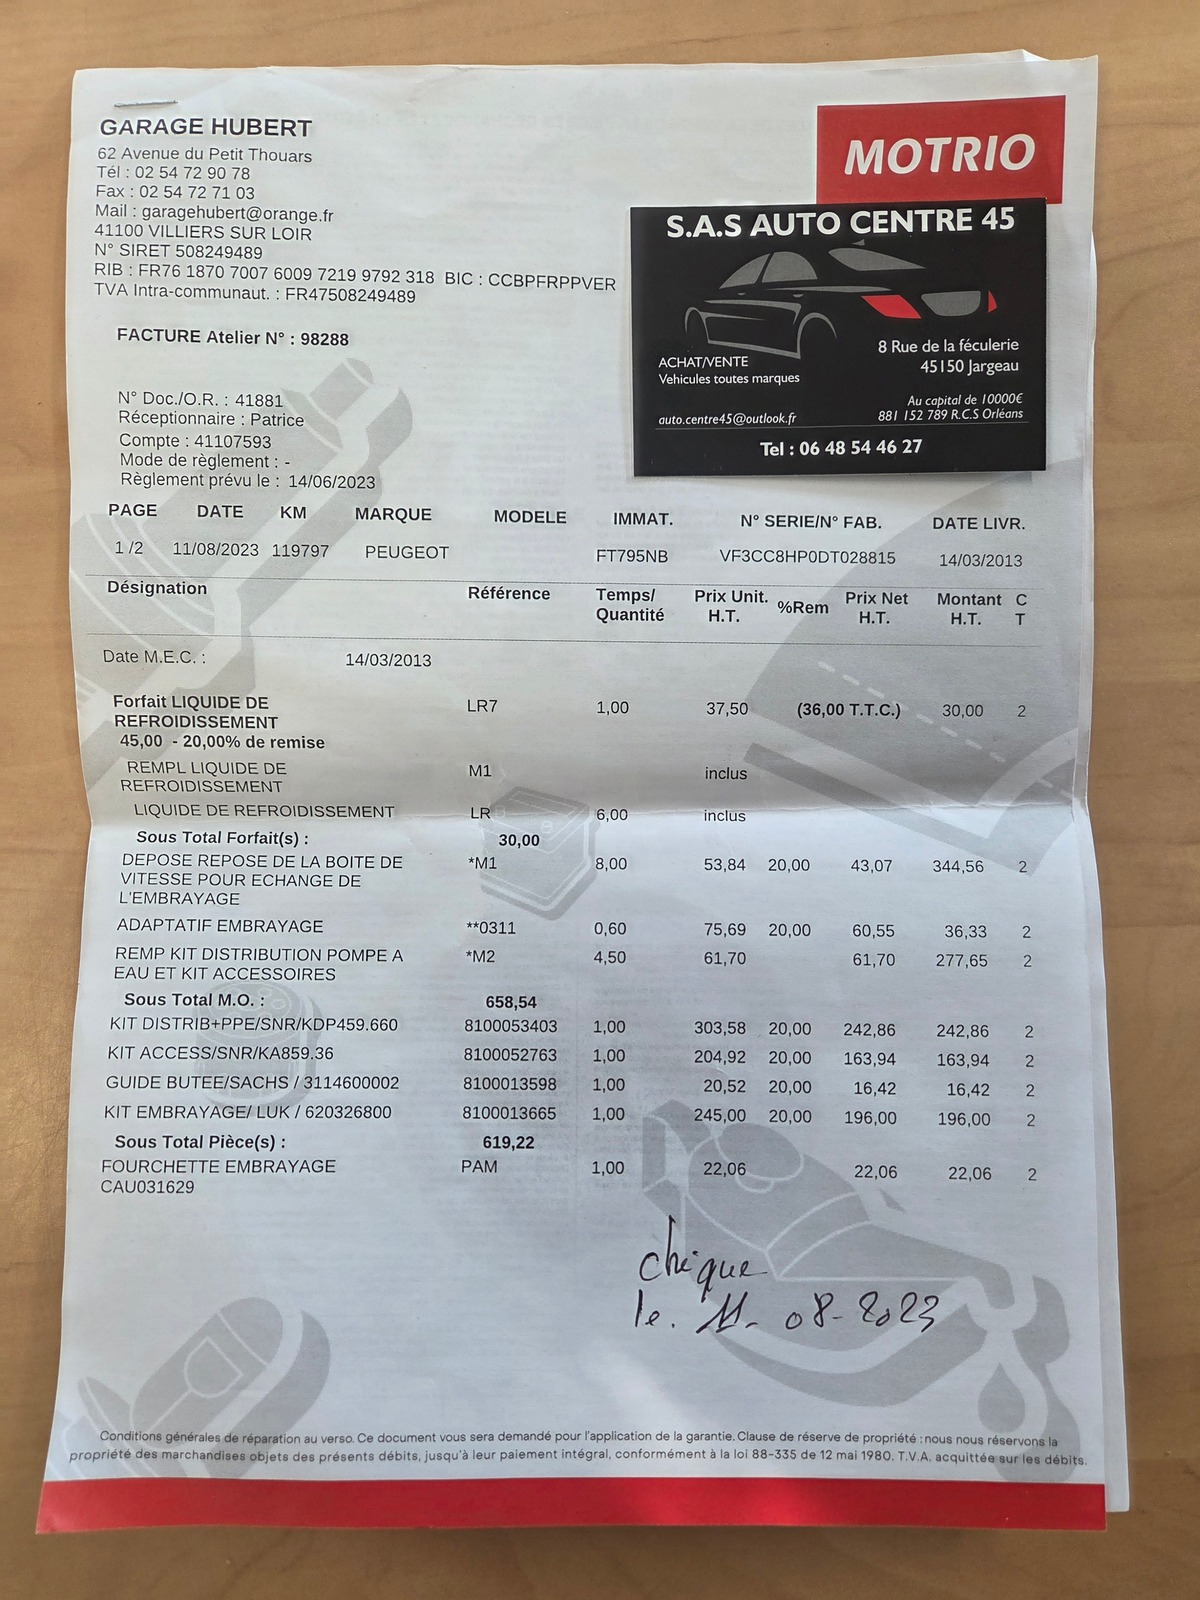 GARAGE HUBERT
62 Avenue du Petit Thouars
Tél : 02 54 72 90 78
Fax : 02 54 72 71 03
Mail : garagehubert@orange.fr
41100 VILLIERS SUR LOIR
N° SIRET 508249489
RIB : FR76 1870 7007 6009 7219 9792 318 BIC : CCBPFRPPVER
TVA Intra-communaut. : FR47508249489
MOTRIO
S.A.S AUTO CENTRE 45
8 Rue de la féculerie
45150 Jargeau
ACHAT/VENTE
Vehicules toutes marques
Au capital de 10000€
881 152 789 R.C.S Orléans
auto.centre45@outlook.fr
Tel : 06 48 54 46 27
FACTURE Atelier N° : 98288
N° Doc./O.R. : 41881
Réceptionnaire : Patrice
Compte : 41107593
Mode de règlement : -
Règlement prévu le : 14/06/2023
PAGE DATE KM MARQUE MODELE IMMAT. N° SERIE/N° FAB. DATE LIVR.
1 /2 11/08/2023 119797 PEUGEOT FT795NB VF3CC8HP0DT028815 14/03/2013
Désignation Référence Temps/ Prix Unit. %Rem Prix Net Montant C
Quantité H.T. H.T. H.T. T
Date M.E.C. : 14/03/2013
Forfait LIQUIDE DE LR7 1,00 37,50 (36,00 T.T.C.) 30,00 2
REFROIDISSEMENT
45,00 - 20,00% de remise
REMPL LIQUIDE DE M1 inclus
REFROIDISSEMENT
LIQUIDE DE REFROIDISSEMENT LR 6,00 inclus
Sous Total Forfait(s) : 30,00
DEPOSE REPOSE DE LA BOITE DE *M1 8,00 53,84 20,00 43,07 344,56 2
VITESSE POUR ECHANGE DE
L'EMBRAYAGE
ADAPTATIF EMBRAYAGE **0311 0,60 75,69 20,00 60,55 36,33 2
REMP KIT DISTRIBUTION POMPE A *M2 4,50 61,70 61,70 277,65 2
EAU ET KIT ACCESSOIRES
Sous Total M.O. : 658,54
KIT DISTRIB+PPE/SNR/KDP459.660 8100053403 1,00 303,58 20,00 242,86 242,86 2
KIT ACCESS/SNR/KA859.36 8100052763 1,00 204,92 20,00 163,94 163,94 2
GUIDE BUTEE/SACHS / 3114600002 8100013598 1,00 20,52 20,00 16,42 16,42 2
KIT EMBRAYAGE/ LUK / 620326800 8100013665 1,00 245,00 20,00 196,00 196,00 2
Sous Total Pièce(s) : 619,22
FOURCHETTE EMBRAYAGE PAM 1,00 22,06 22,06 22,06 2
CAU031629
chèque
le. 11- 08-2023
Conditions générales de réparation au verso. Ce document vous sera demandé pour l'application de la garantie. Clause de réserve de propriété : nous nous réservons la
propriété des marchandises objets des présents débits, jusqu'à leur paiement intégral, conformément à la loi 88-335 de 12 mai 1980. T.V.A. acquittée sur les débits.